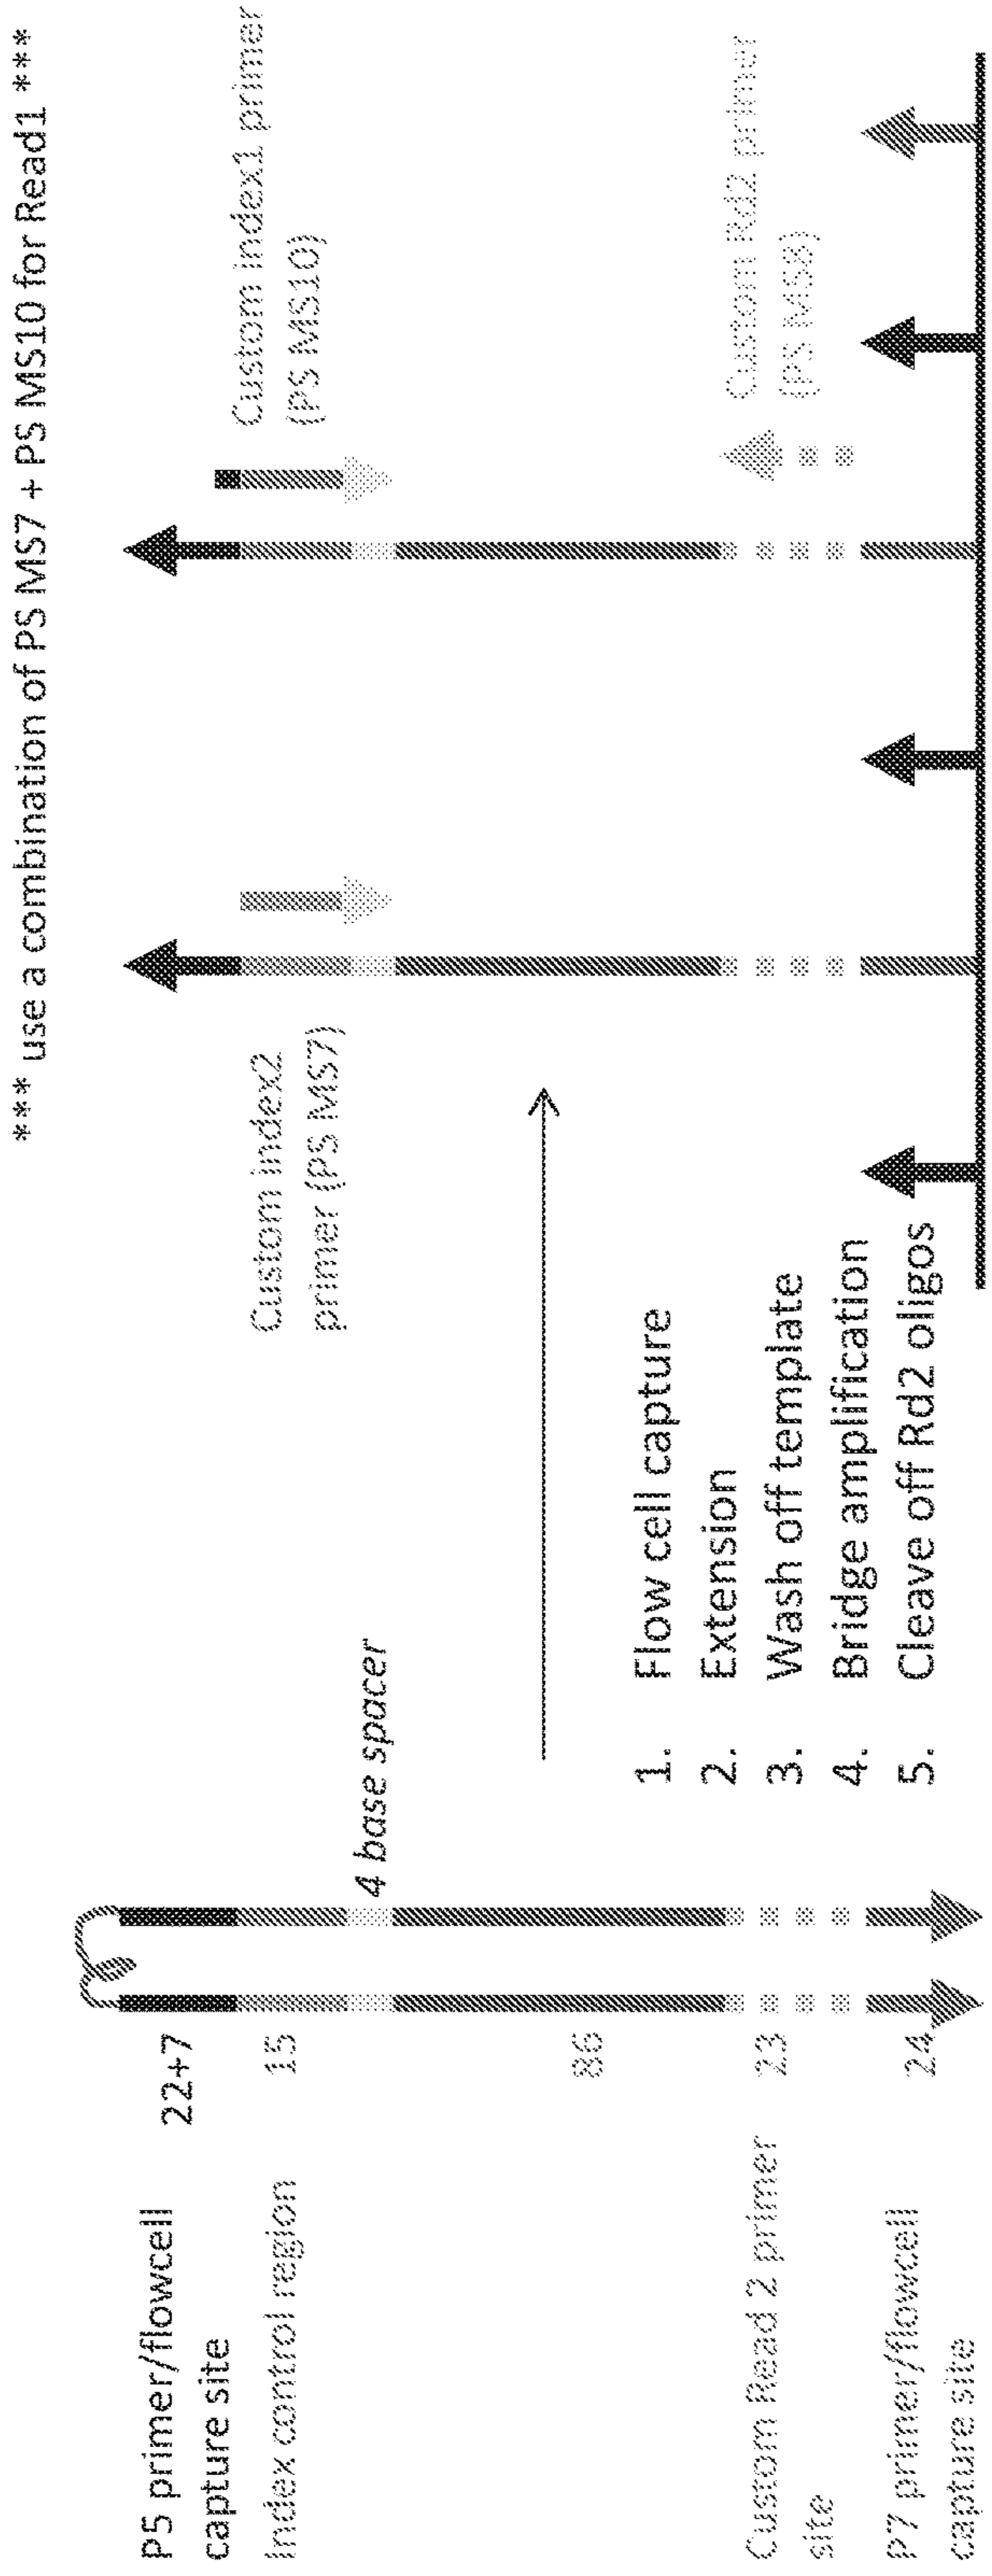 *** use a combination of PS MS7 + PS MS10 for Read1 ***
P5 primer/flowcell
capture site
22+7
Index control region
15
4 base spacer
86
Custom Read 2 primer
site
23
P7 primer/flowcell
capture site
24
1. Flow cell capture
2. Extension
3. Wash off template
4. Bridge amplification
5. Cleave off Rd2 oligos
Custom index2
primer (PS MS7)
Custom index1 primer
(PS MS10)
Custom Rd2 primer
(PS MS8)